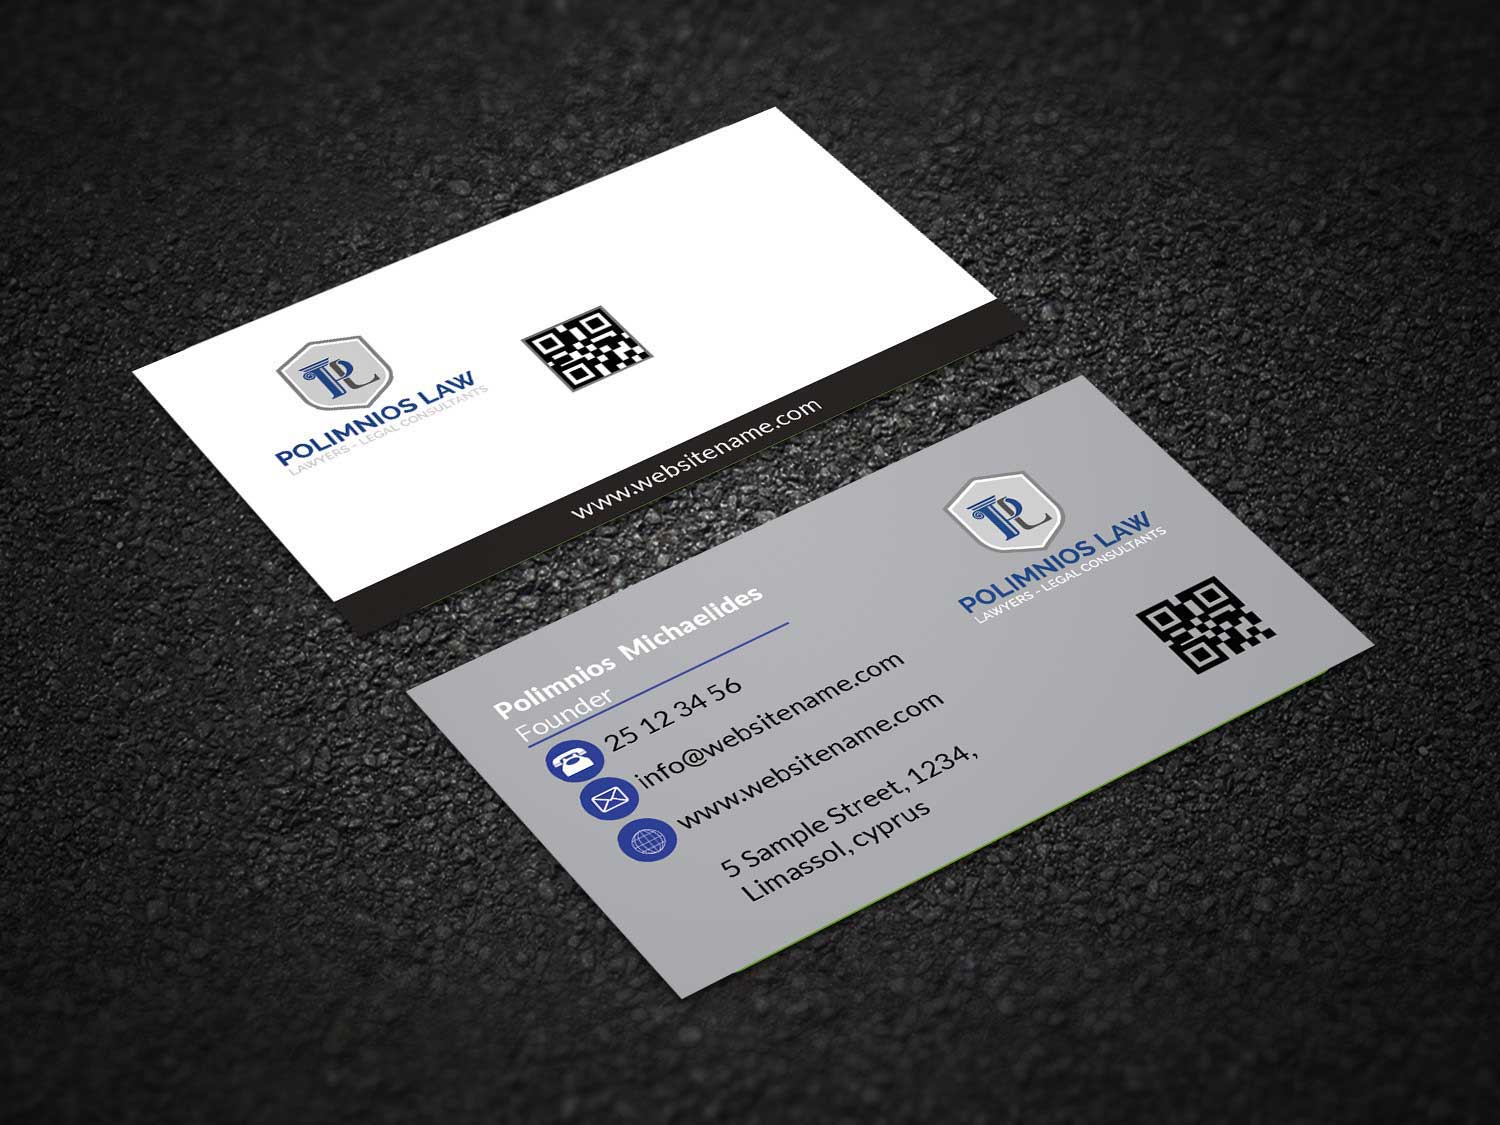 PL
POLIMNIOS LAW
LAWYERS - LEGAL CONSULTANTS
www.websitename.com
PL
POLIMNIOS LAW
LAWYERS - LEGAL CONSULTANTS
Polimnios Michaelides
Founder
25 12 34 56
info@websitename.com
www.websitename.com
5 Sample Street, 1234,
Limassol, cyprus